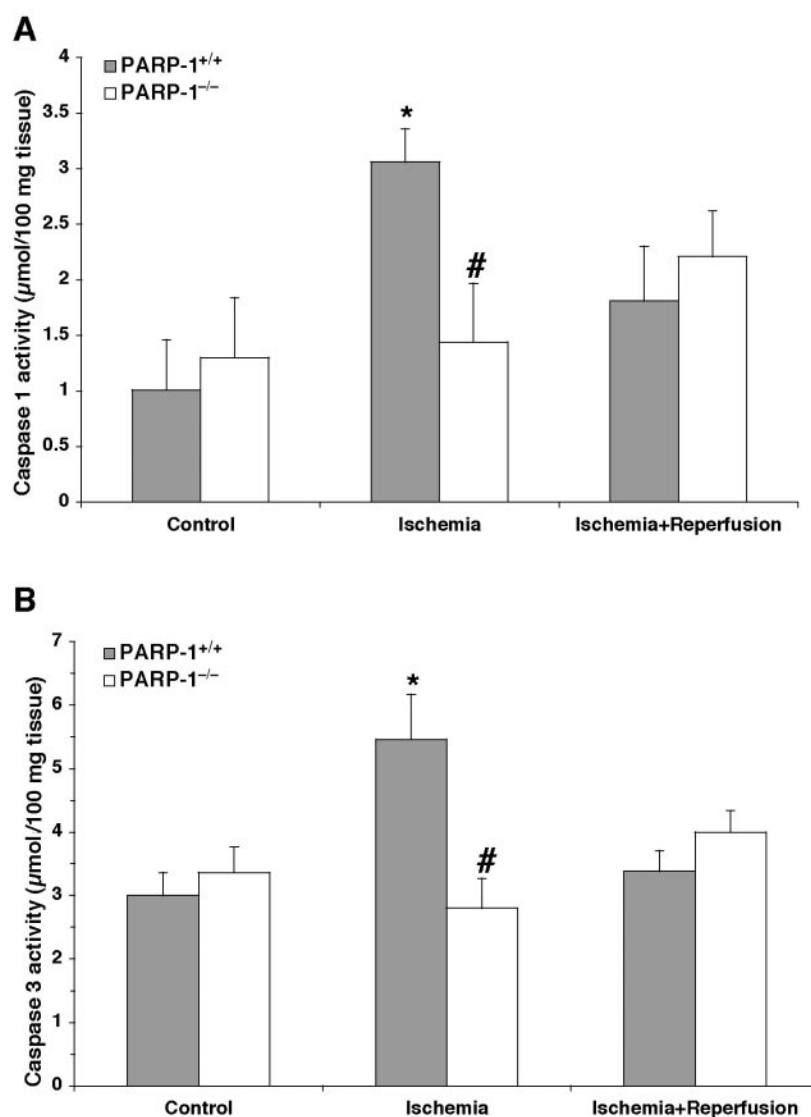 A
4
PARP-1+/+
PARP-1−/−
3.5
*
3
2.5
#
2
1.5
1
0.5
0
Caspase 1 activity (µmol/100 mg tissue)
Control Ischemia Ischemia+Reperfusion
B
7
PARP-1+/+
PARP-1−/−
6
*
5
4
#
3
2
1
0
Caspase 3 activity (µmol/100 mg tissue)
Control Ischemia Ischemia+Reperfusion